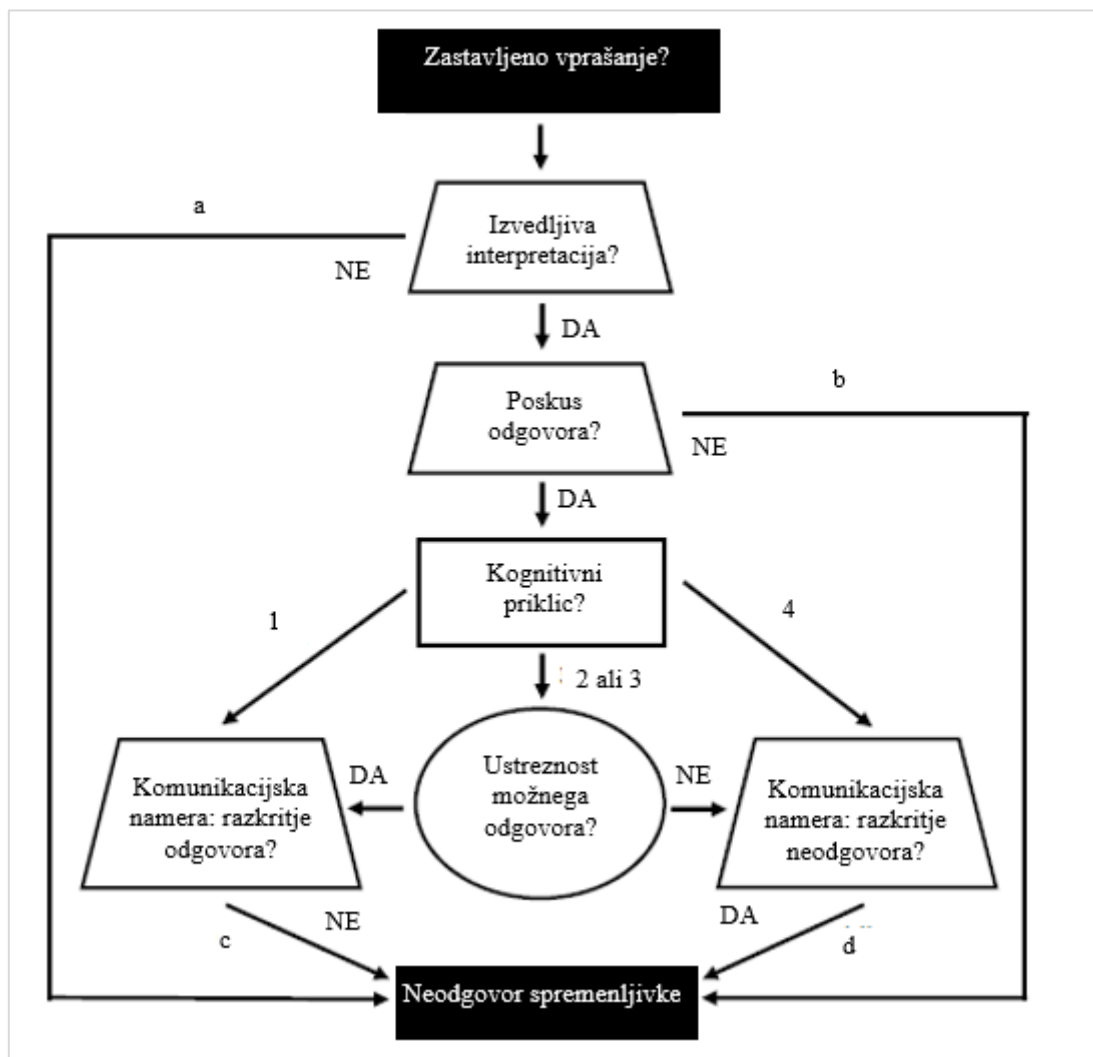 Zastavljeno vprašanje?
a
Izvedljiva
interpretacija?
NE
DA
b
Poskus
odgovora?
NE
DA
Kognitivni
priklic?
1
4
2 ali 3
Komunikacijska
namera: razkritje
odgovora?
DA
Ustreznost
možnega
odgovora?
NE
Komunikacijska
namera: razkritje
neodgovora?
c
NE
DA
d
Neodgovor spremenljivke